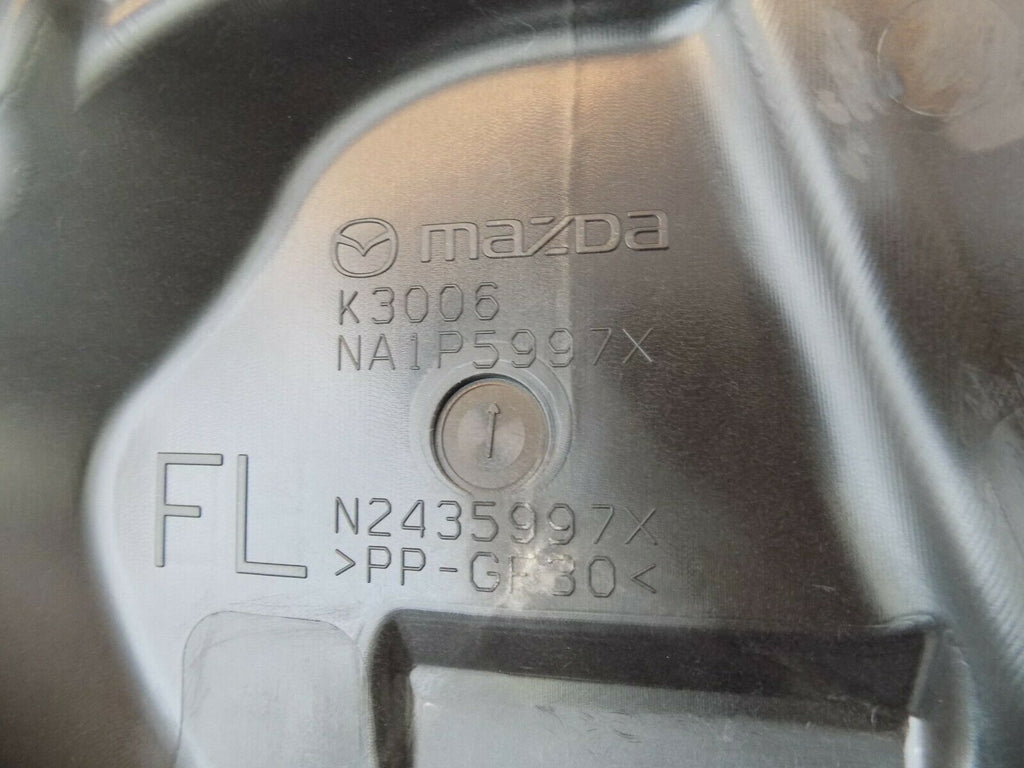 mazda
K3006
NA1P5997X
FL
N2435997X
>PP-GF30<